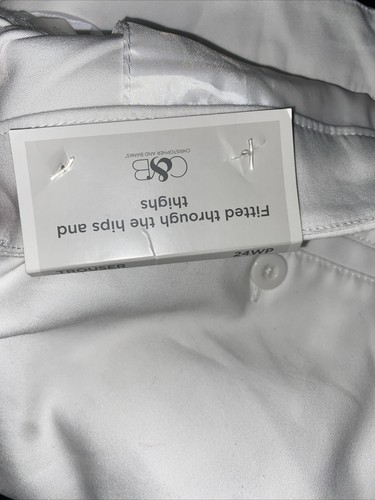 C&B
CHRISTOPHER AND BANKS
Fitted through the hips and
thighs
TROUSER 24WP